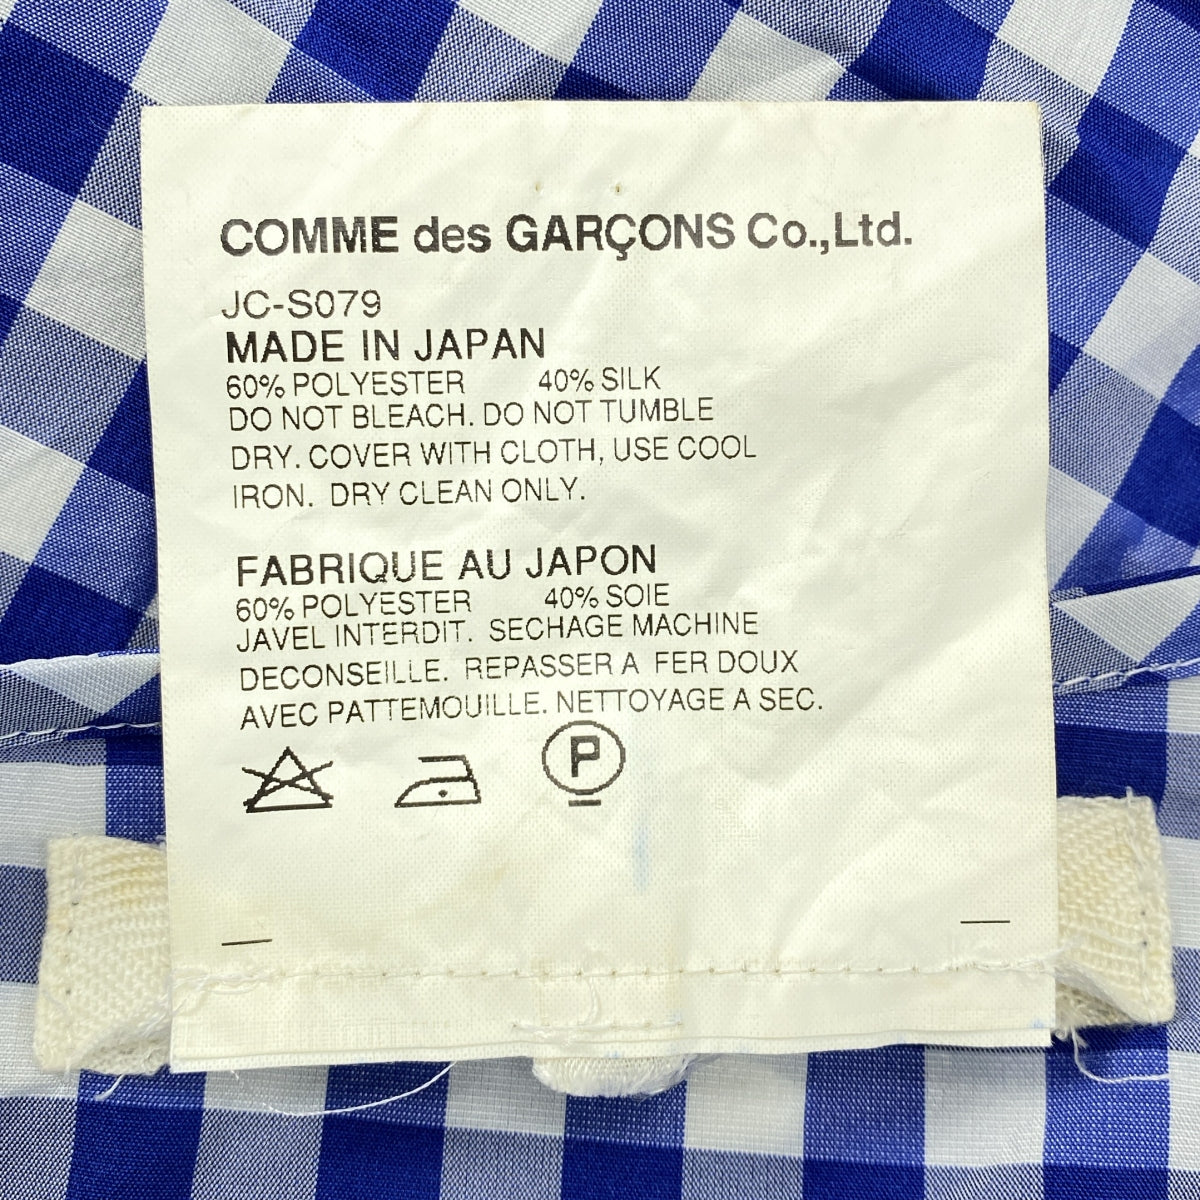 COMME des GARÇONS Co.,Ltd.
JC-S079
MADE IN JAPAN
60% POLYESTER 40% SILK
DO NOT BLEACH. DO NOT TUMBLE
DRY. COVER WITH CLOTH, USE COOL
IRON. DRY CLEAN ONLY.
FABRIQUE AU JAPON
60% POLYESTER 40% SOIE
JAVEL INTERDIT. SECHAGE MACHINE
DECONSEILLE. REPASSER A FER DOUX
AVEC PATTEMOUILLE. NETTOYAGE A SEC.
P